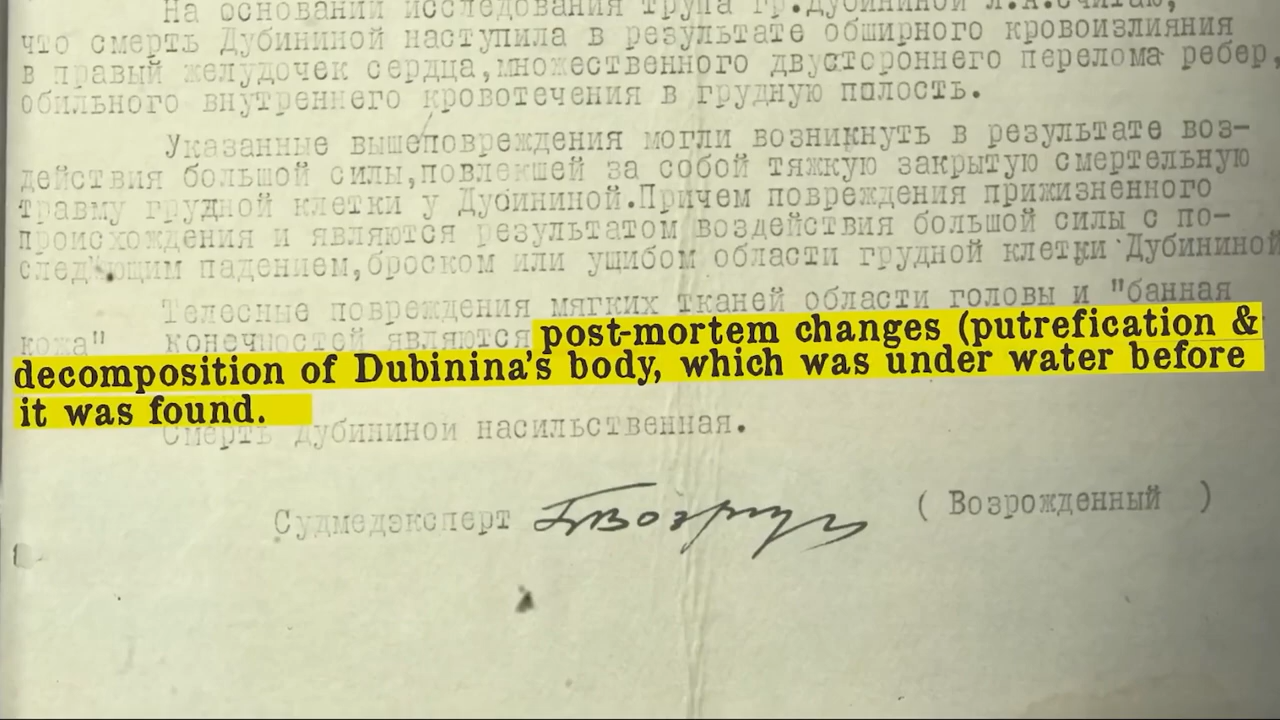 На основании исследования трупа гр.Дубининой Л.А.считаю,
что смерть Дубининой наступила в результате обширного кровоизлияния
в правый желудочек сердца,множественного двустороннего перелома ребер,
обильного внутреннего кровотечения в грудную полость.
Указанные вышеповреждения могли возникнуть в результате воз-
действия большой силы,повлекшей за собой тяжкую закрытую смертельную
травму грудной клетки у Дубининой.Причем повреждения прижизненного
происхождения и являются результатом воздействия большой силы с по-
следующим падением,броском или ушибом области грудной клетки Дубининой
Телесные повреждения мягких тканей области головы и "банная
кожа" конечностей являются post-mortem changes (putrefication &
decomposition of Dubinina's body, which was under water before
it was found.
Смерть Дубининой насильственная.
Судмедэксперт ( Возрожденный )